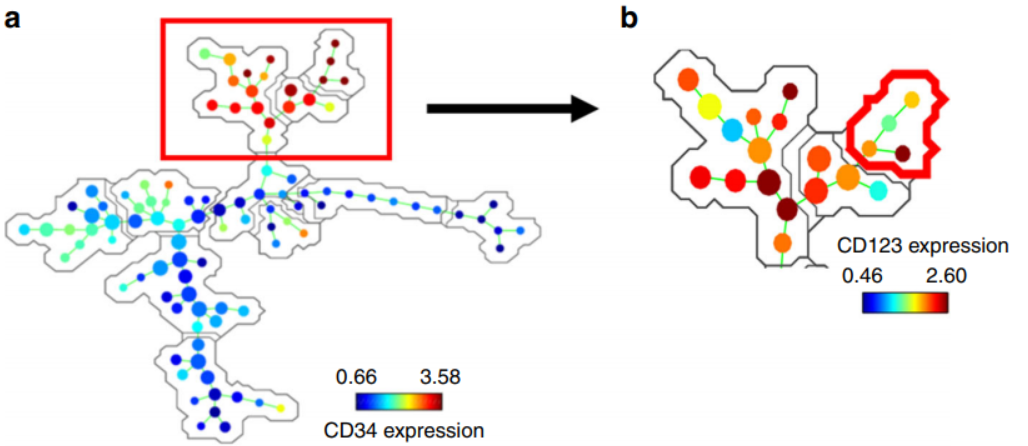 a
b
CD123 expression
0.46 2.60
0.66 3.58
CD34 expression